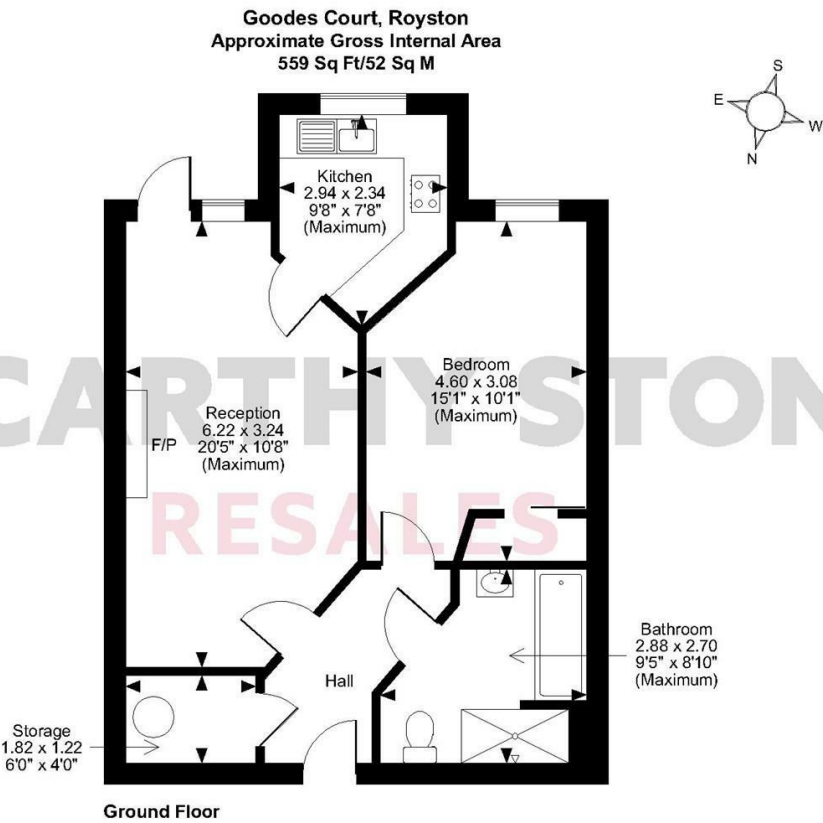 Goodes Court, Royston
Approximate Gross Internal Area
559 Sq Ft/52 Sq M
S
E
W
N
Kitchen
2.94 x 2.34
9'8" x 7'8"
(Maximum)
Bedroom
4.60 x 3.08
15'1" x 10'1"
(Maximum)
Reception
6.22 x 3.24
20'5" x 10'8"
(Maximum)
F/P
CARTHY STON
RESALES
Bathroom
2.88 x 2.70
9'5" x 8'10"
(Maximum)
Hall
Storage
1.82 x 1.22
6'0" x 4'0"
Ground Floor